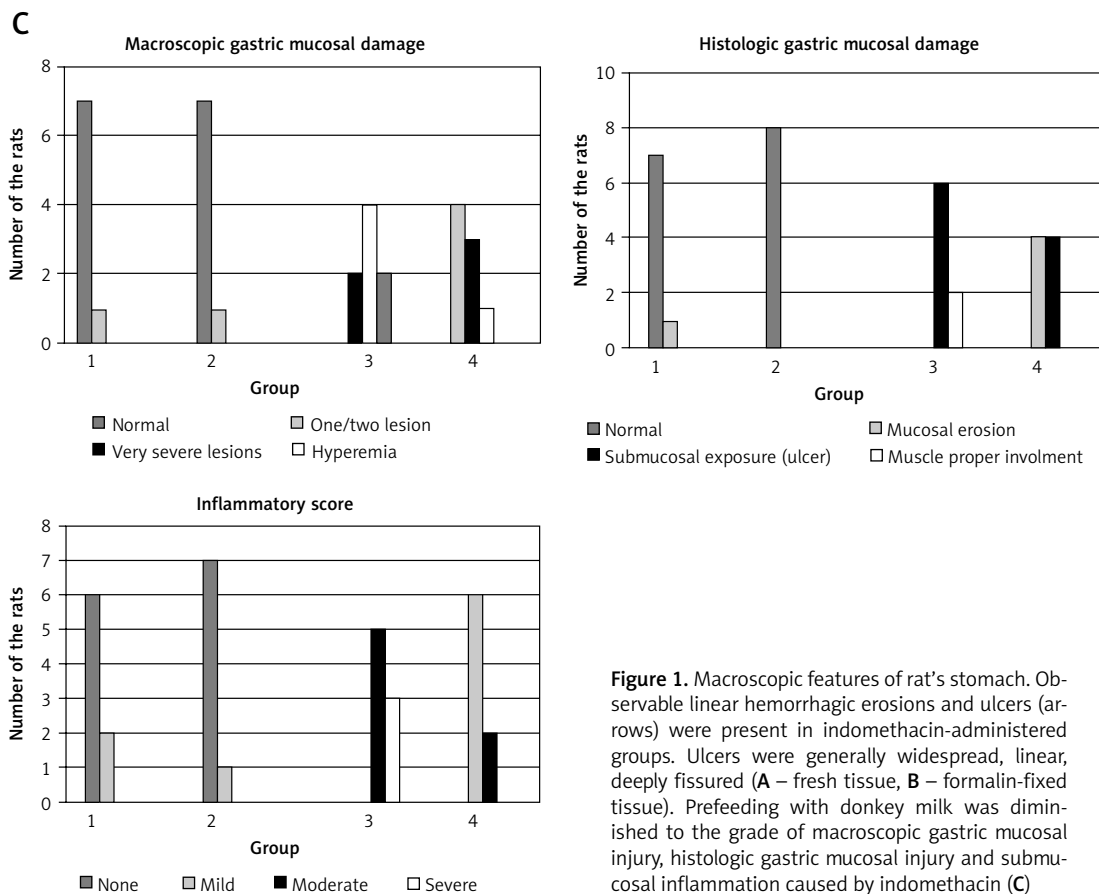 C
Macroscopic gastric mucosal damage
8
6
4
2
0
Number of the rats
1 2 3 4
Group
Normal One/two lesion
Very severe lesions Hyperemia
Histologic gastric mucosal damage
10
8
6
4
2
0
Number of the rats
1 2 3 4
Group
Normal Mucosal erosion
Submucosal exposure (ulcer) Muscle proper involment
Inflammatory score
8
7
6
5
4
3
2
1
0
Number of the rats
1 2 3 4
Group
None Mild Moderate Severe
Figure 1. Macroscopic features of rat's stomach. Ob-
servable linear hemorrhagic erosions and ulcers (ar-
rows) were present in indomethacin-administered
groups. Ulcers were generally widespread, linear,
deeply fissured (A – fresh tissue, B – formalin-fixed
tissue). Prefeeding with donkey milk was dimin-
ished to the grade of macroscopic gastric mucosal
injury, histologic gastric mucosal injury and submu-
cosal inflammation caused by indomethacin (C)